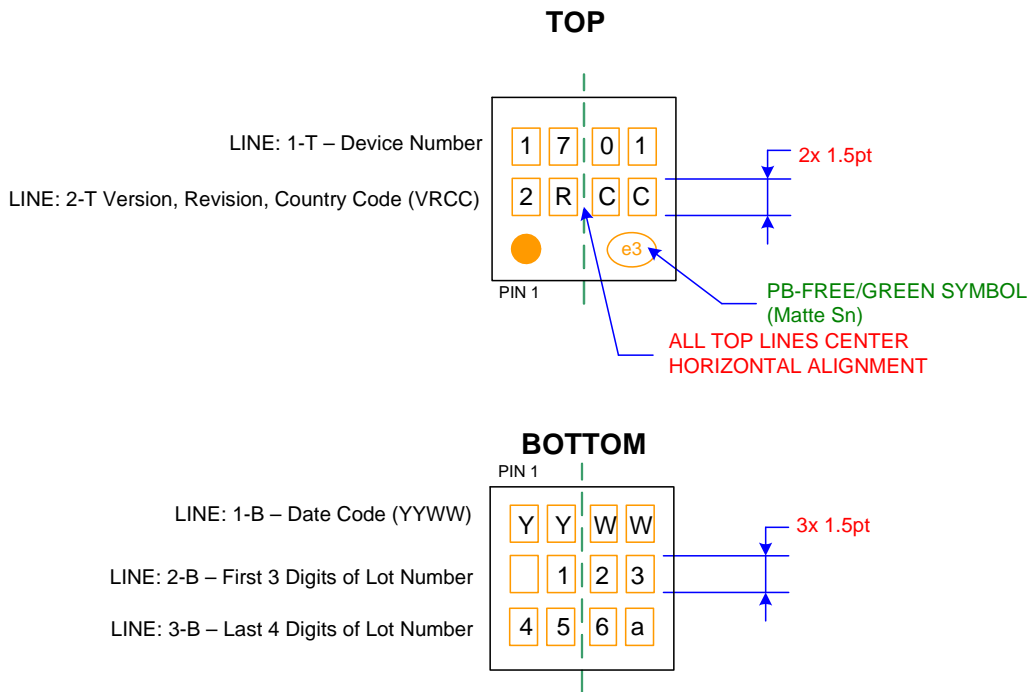 TOP
LINE: 1-T – Device Number
1 7 0 1
2x 1.5pt
LINE: 2-T Version, Revision, Country Code (VRCC)
2 R C C
e3
PIN 1
PB-FREE/GREEN SYMBOL
(Matte Sn)
ALL TOP LINES CENTER
HORIZONTAL ALIGNMENT
BOTTOM
PIN 1
LINE: 1-B – Date Code (YYWW)
Y Y W W
3x 1.5pt
LINE: 2-B – First 3 Digits of Lot Number
1 2 3
LINE: 3-B – Last 4 Digits of Lot Number
4 5 6 a